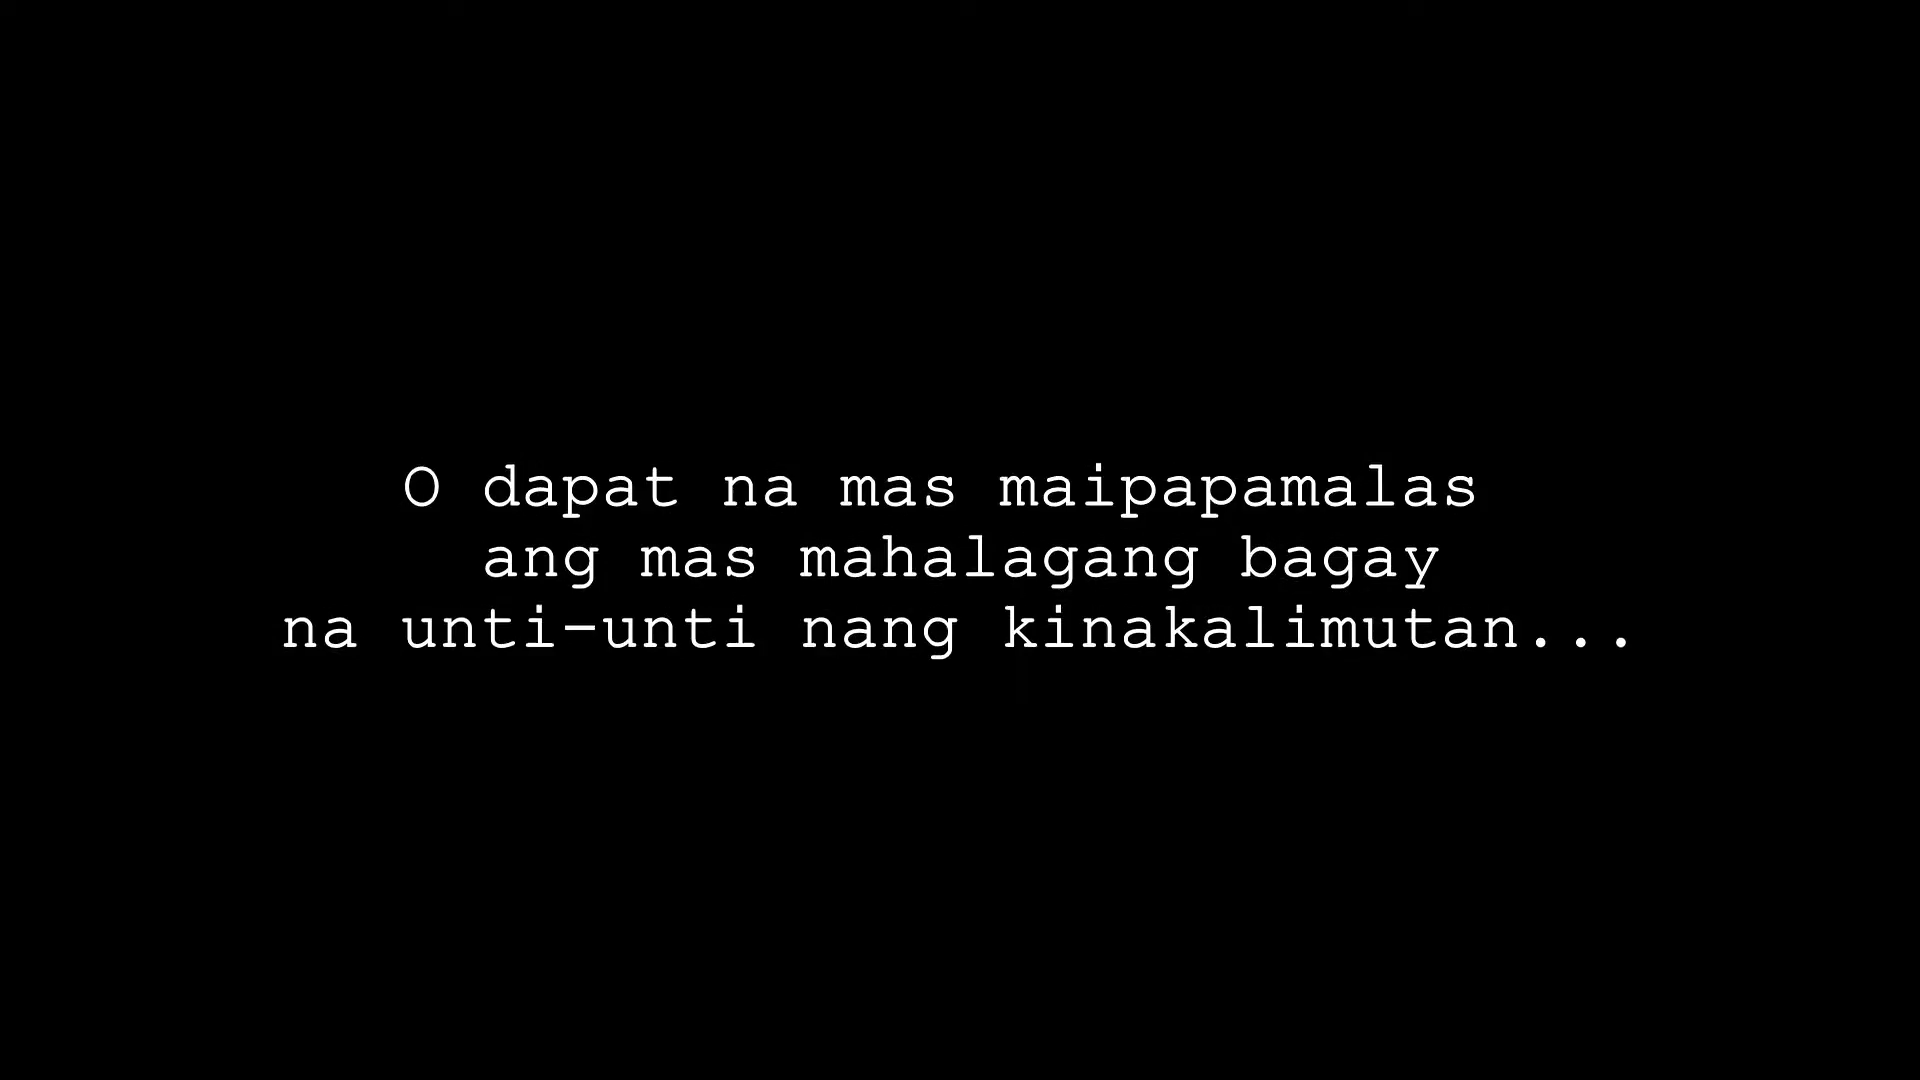 O dapat na mas maipapamalas
ang mas mahalagang bagay
na unti-unti nang kinakalimutan...